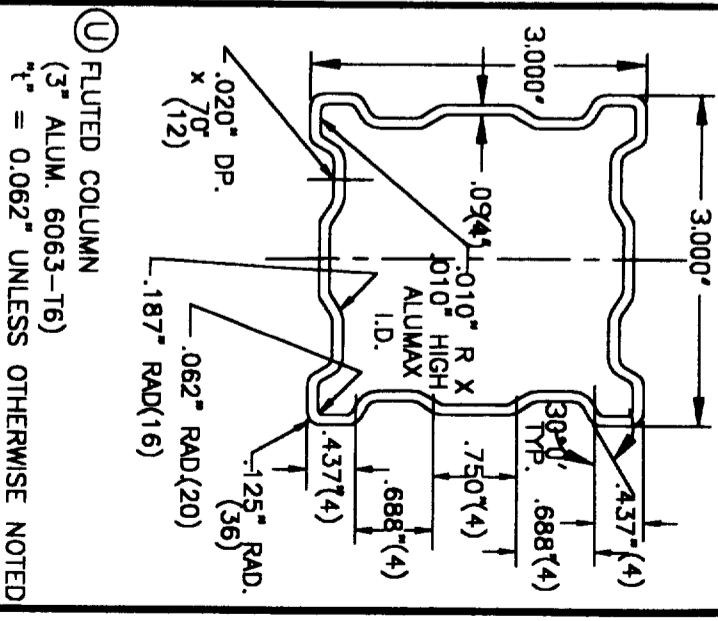 3.000'
3.000'
.094"
(4)
.010" R X
.010" HIGH
ALUMAX
I.D.
30°0'
TYP.
.437"(4)
.688"(4)
.750"(4)
.688"(4)
.437"(4)
.125" RAD.
(36)
.062" RAD.(20)
.187" RAD(16)
.020" DP.
x 70°
(12)
U FLUTED COLUMN
(3" ALUM. 6063-T6)
"t" = 0.062" UNLESS OTHERWISE NOTED